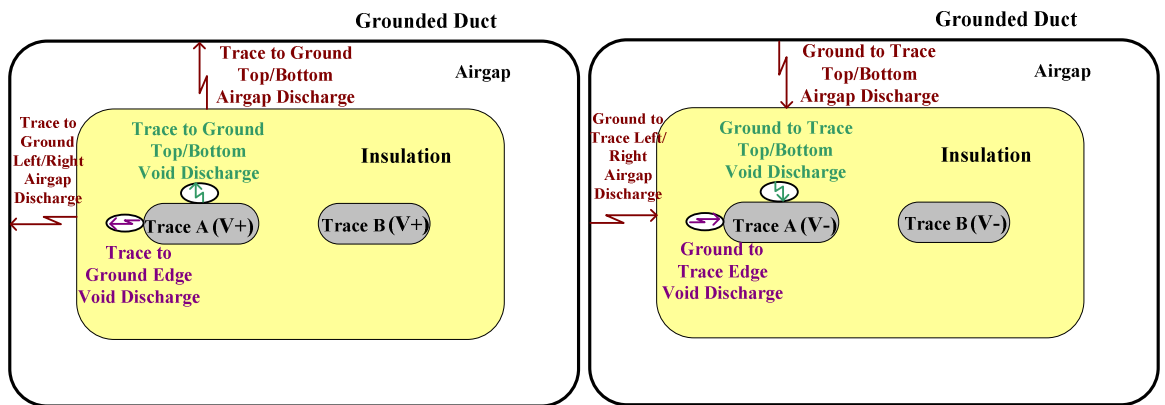 Grounded Duct
Trace to Ground
Top/Bottom
Airgap Discharge
Airgap
Trace to
Ground
Left/Right
Airgap
Discharge
Trace to Ground
Top/Bottom
Void Discharge
Insulation
Trace A (V+)
Trace B (V+)
Trace to
Ground Edge
Void Discharge
Grounded Duct
Ground to Trace
Top/Bottom
Airgap Discharge
Airgap
Ground to
Trace Left/
Right
Airgap
Discharge
Ground to Trace
Top/Bottom
Void Discharge
Insulation
Trace A (V-)
Trace B (V-)
Ground to
Trace Edge
Void Discharge